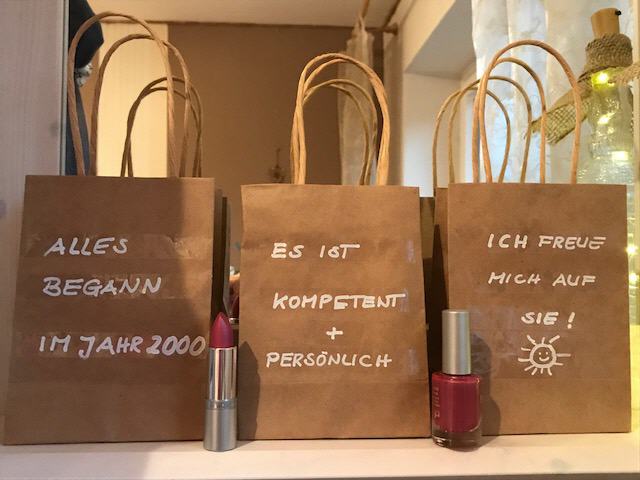 ALLES
BEGANN
IM JAHR 2000
ES IST
KOMPETENT
+
PERSÖNLICH
ICH FREUE
MICH AUF
SIE!